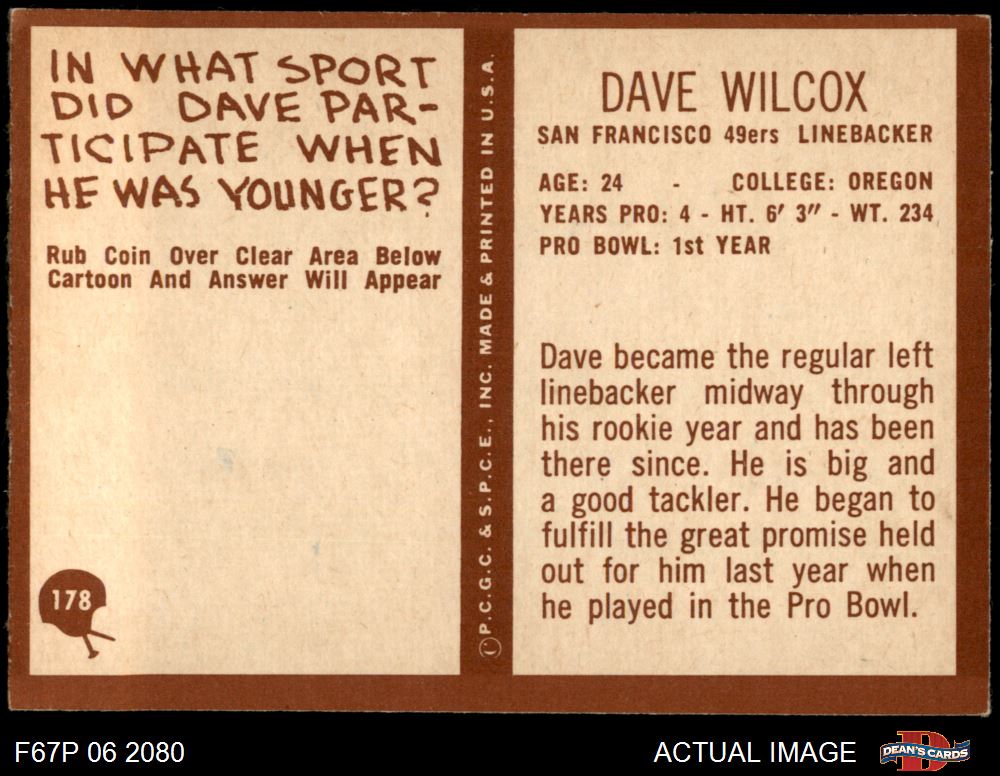 IN WHAT SPORT
DID DAVE PAR-
TICIPATE WHEN
HE WAS YOUNGER?
Rub Coin Over Clear Area Below
Cartoon And Answer Will Appear
178
©P.C.G.C. & S.P.C.E., INC. MADE & PRINTED IN U.S.A.
DAVE WILCOX
SAN FRANCISCO 49ers LINEBACKER
AGE: 24 - COLLEGE: OREGON
YEARS PRO: 4 - HT. 6' 3" - WT. 234
PRO BOWL: 1st YEAR
Dave became the regular left
linebacker midway through
his rookie year and has been
there since. He is big and
a good tackler. He began to
fulfill the great promise held
out for him last year when
he played in the Pro Bowl.
F67P 06 2080
ACTUAL IMAGE
D
DEAN'S CARDS